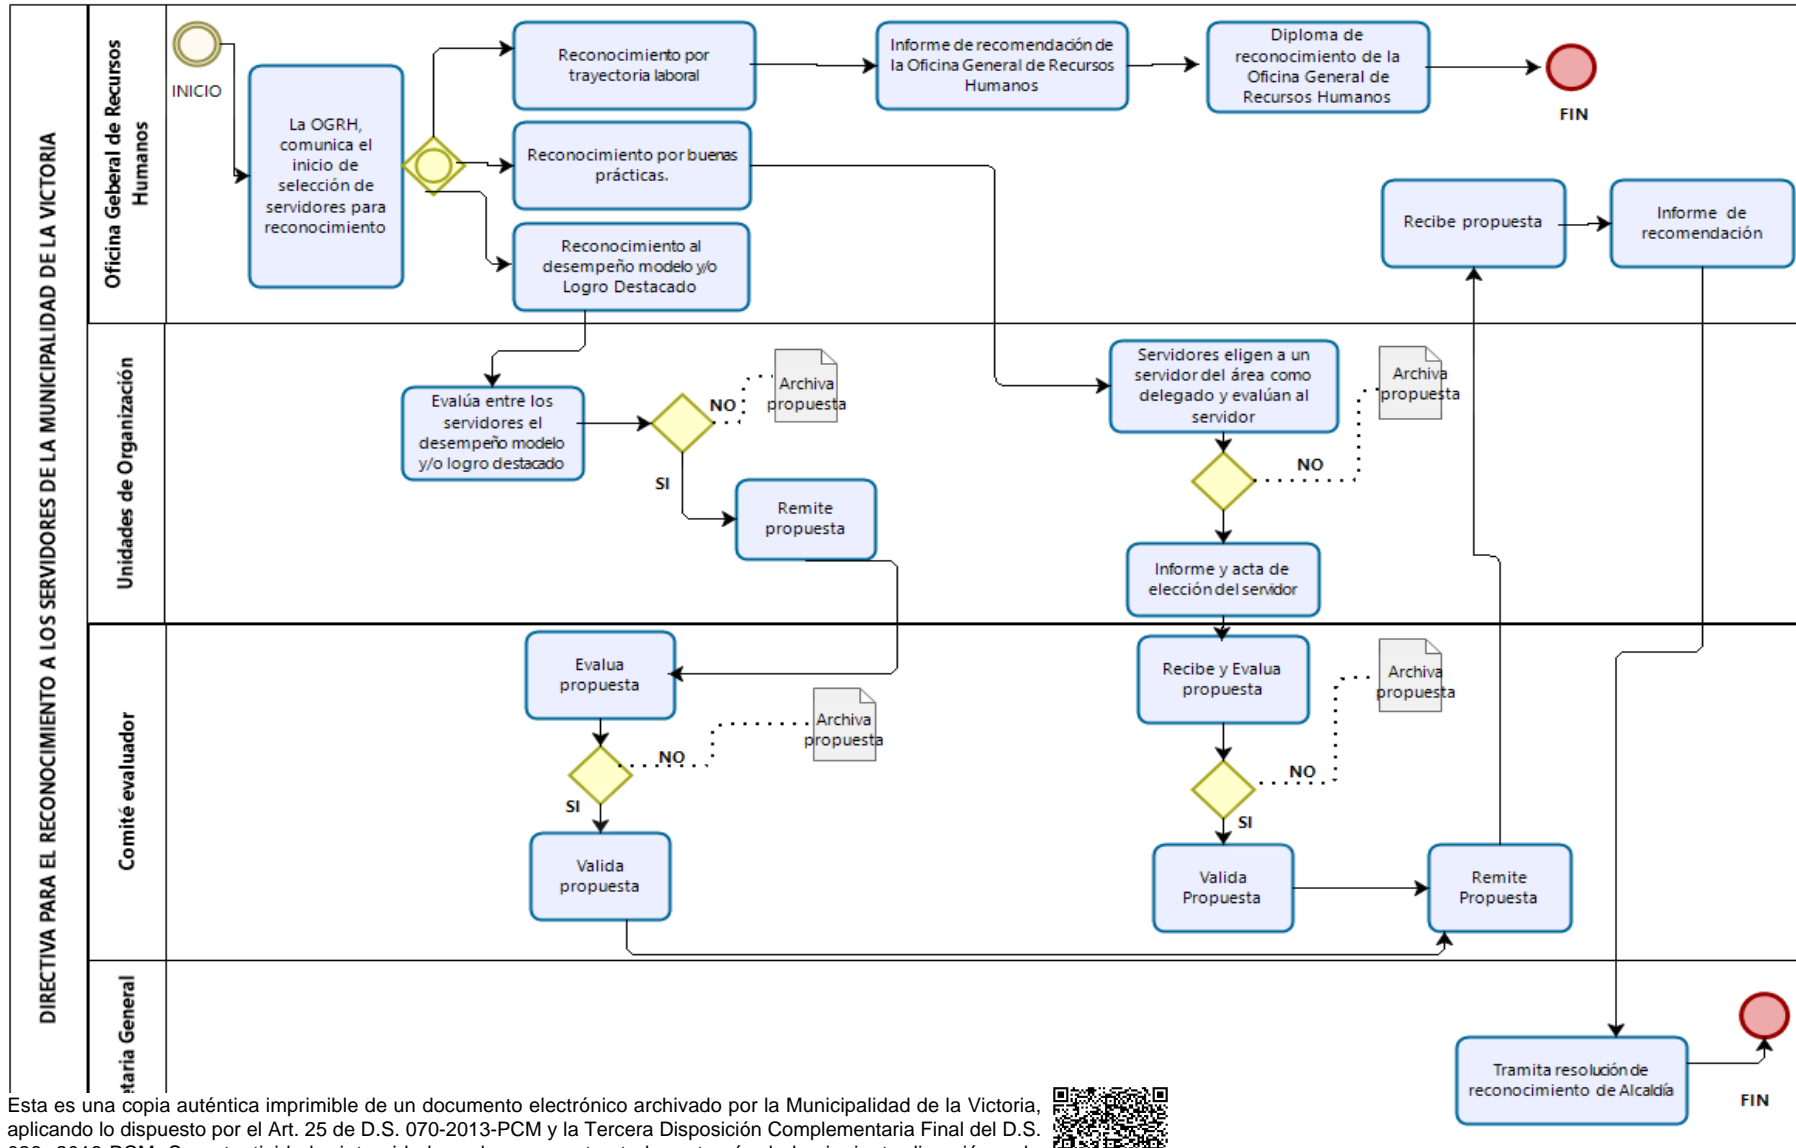 DIRECTIVA PARA EL RECONOCIMIENTO A LOS SERVIDORES DE LA MUNICIPALIDAD DE LA VICTORIA
Oficina Geberal de Recursos
Humanos
INICIO
La OGRH,
comunica el
inicio de
selección de
servidores para
reconocimiento
Reconocimiento por
trayectoria laboral
Informe de recomendación de
la Oficina General de Recursos
Humanos
Diploma de
reconocimiento de la
Oficina General de
Recursos Humanos
FIN
Reconocimiento por buenas
prácticas.
Reconocimiento al
desempeño modelo y/o
Logro Destacado
Recibe propuesta
Informe de
recomendación
Unidades de Organización
Evalúa entre los
servidores el
desempeño modelo
y/o logro destacado
NO
Archiva
propuesta
SI
Remite
propuesta
Servidores eligen a un
servidor del área como
delegado y evalúan al
servidor
NO
Archiva
propuesta
Informe y acta de
elección del servidor
Comité evaluador
Evalua
propuesta
NO
Archiva
propuesta
SI
Valida
propuesta
Recibe y Evalua
propuesta
NO
Archiva
propuesta
SI
Valida
Propuesta
Remite
Propuesta
etaria General
Tramita resolución de
reconocimiento de Alcaldía
FIN
Esta es una copia auténtica imprimible de un documento electrónico archivado por la Municipalidad de la Victoria,
aplicando lo dispuesto por el Art. 25 de D.S. 070-2013-PCM y la Tercera Disposición Complementaria Final del D.S.